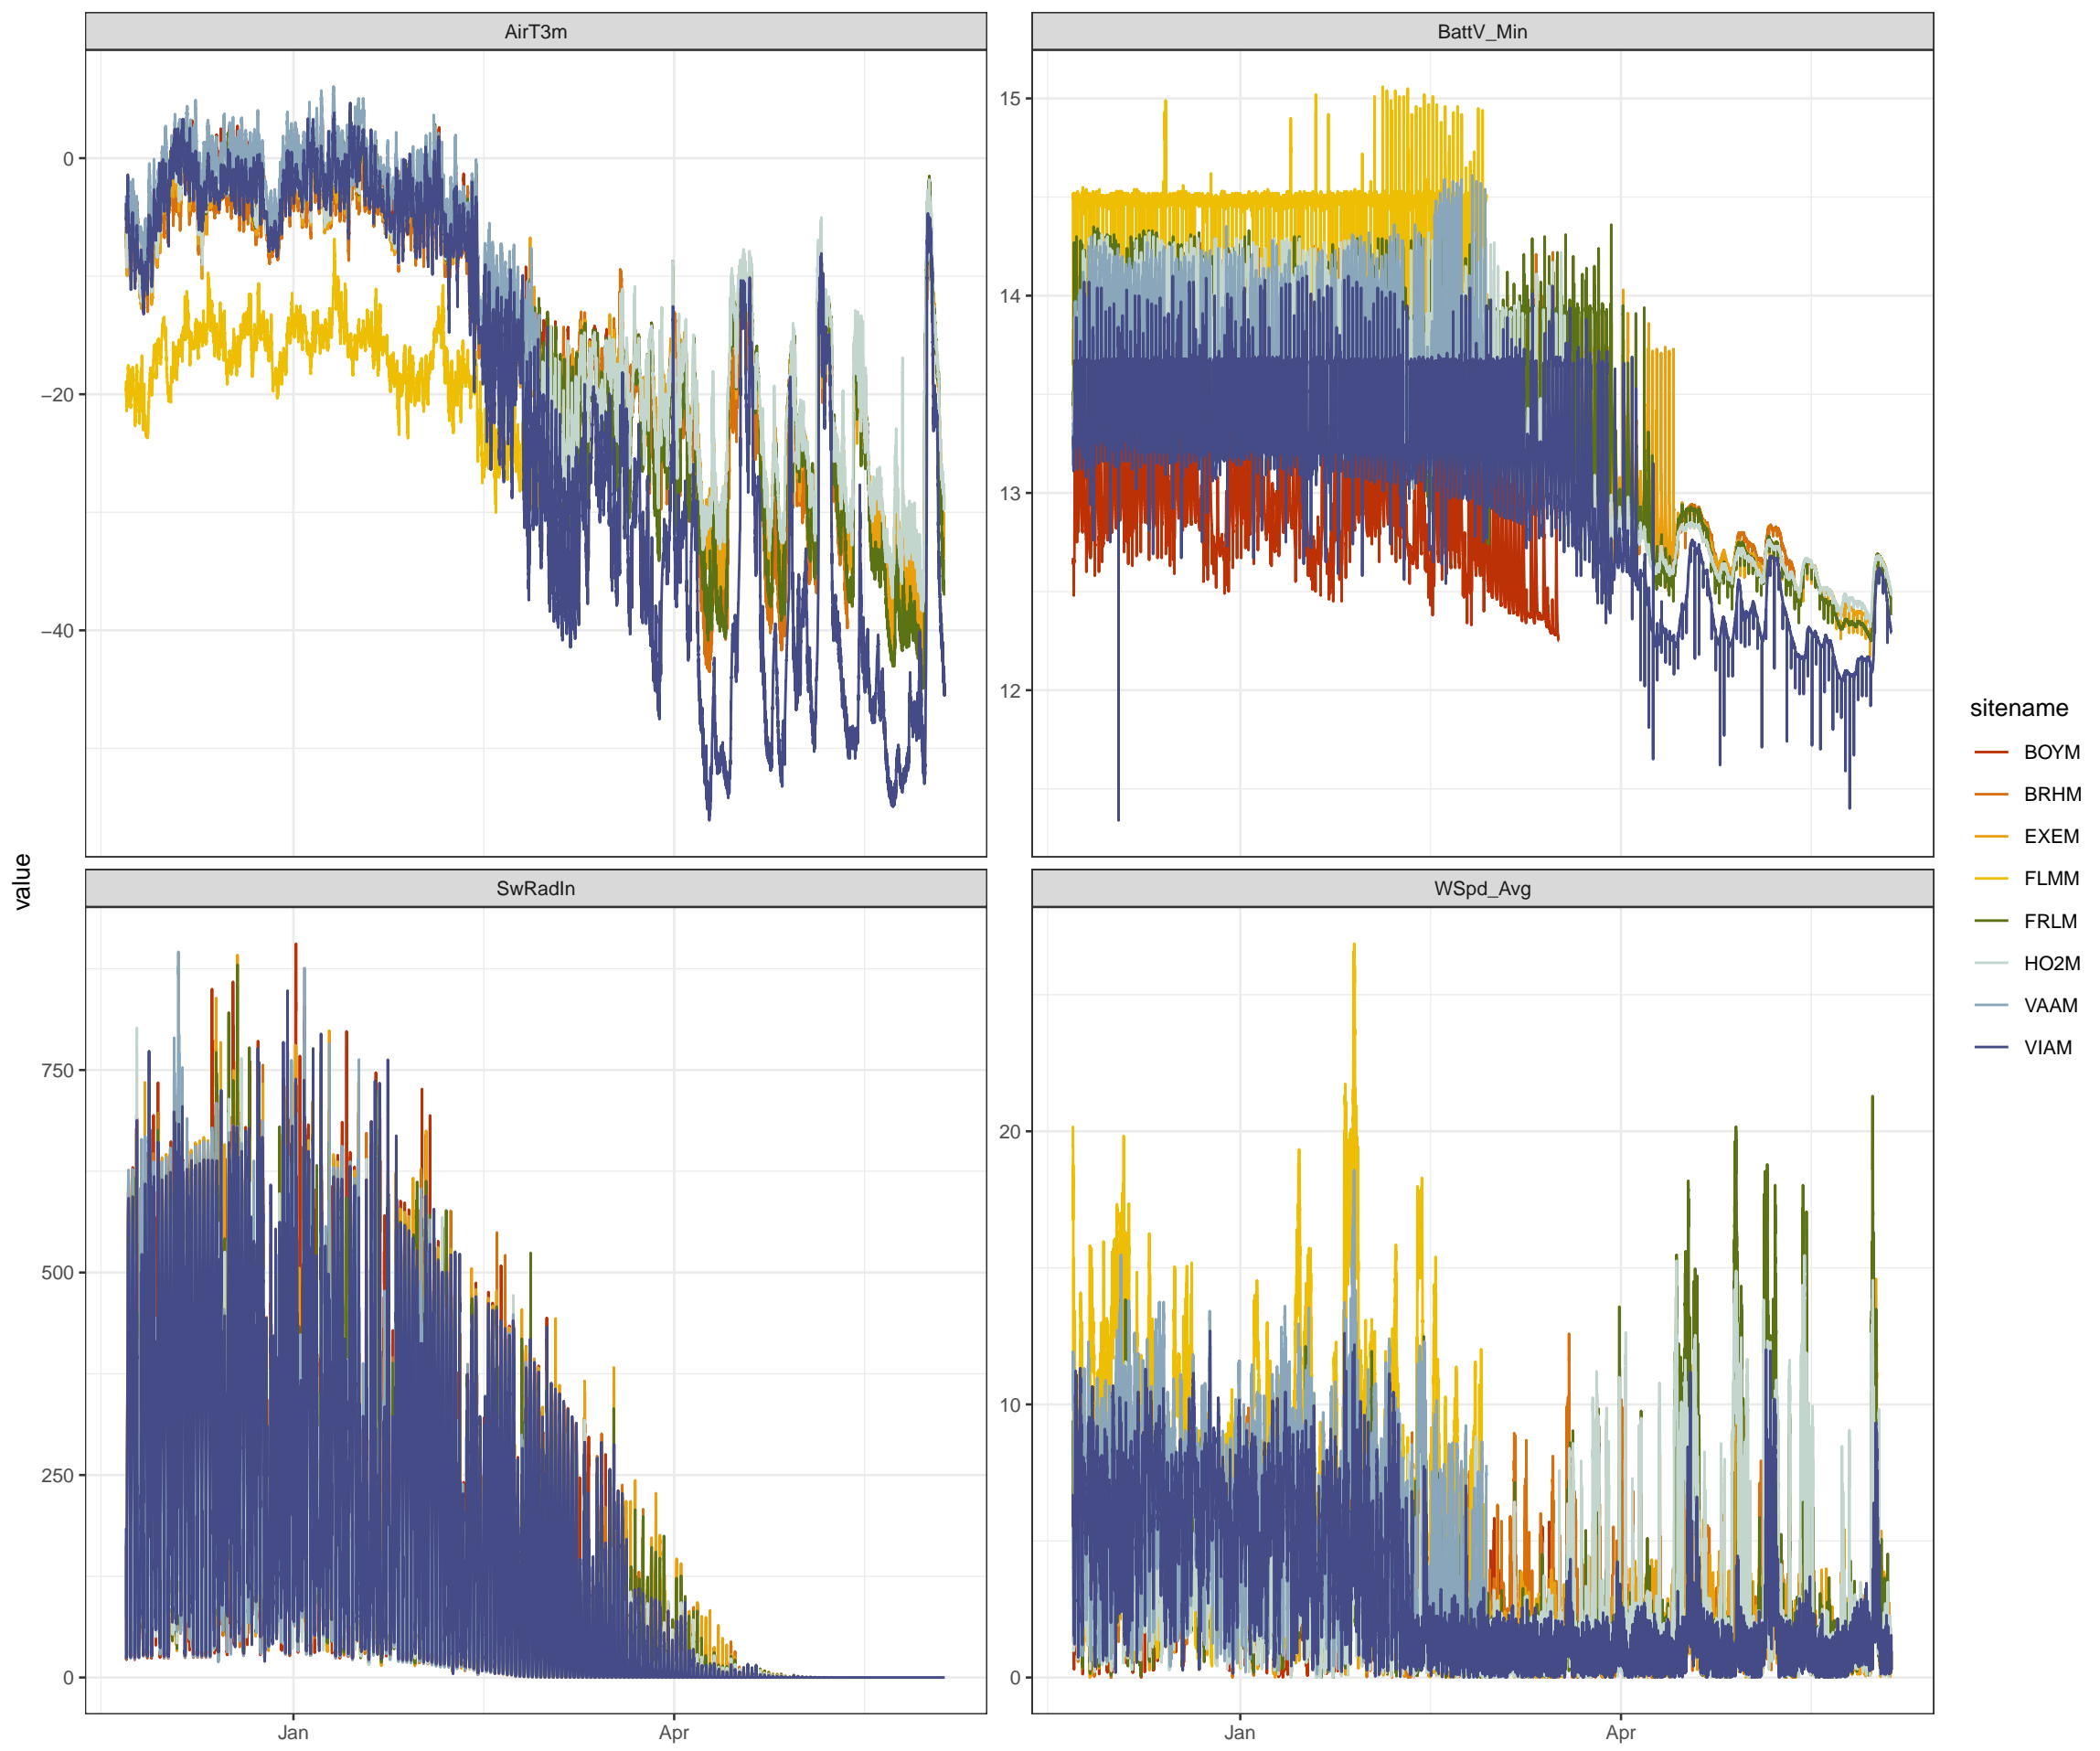 AirT3m
BattV_Min
0
−20
−40
15
14
13
12
SwRadIn
WSpd_Avg
750
500
250
0
20
10
0
Jan
Apr
Jan
Apr
value
sitename
BOYM
BRHM
EXEM
FLMM
FRLM
HO2M
VAAM
VIAM